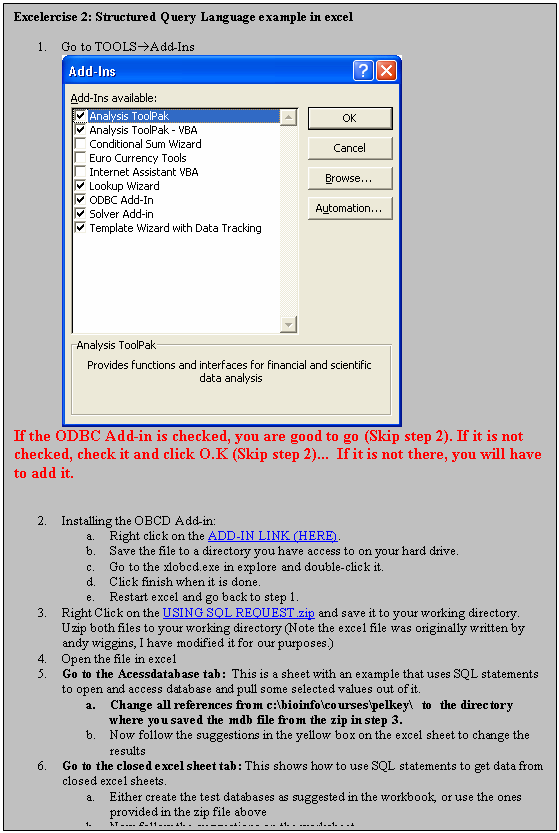 Excelercise 2: Structured Query Language example in excel
1. Go to TOOLS→Add-Ins
Add-Ins
Add-Ins available:
Analysis ToolPak
Analysis ToolPak - VBA
Conditional Sum Wizard
Euro Currency Tools
Internet Assistant VBA
Lookup Wizard
ODBC Add-In
Solver Add-in
Template Wizard with Data Tracking
OK
Cancel
Browse...
Automation...
Analysis ToolPak
Provides functions and interfaces for financial and scientific
data analysis
If the ODBC Add-in is checked, you are good to go (Skip step 2). If it is not
checked, check it and click O.K (Skip step 2)... If it is not there, you will have
to add it.
2. Installing the OBCD Add-in:
a. Right click on the ADD-IN LINK (HERE).
b. Save the file to a directory you have access to on your hard drive.
c. Go to the xlobcd.exe in explore and double-click it.
d. Click finish when it is done.
e. Restart excel and go back to step 1.
3. Right Click on the USING SQL REQUEST.zip and save it to your working directory.
Uzip both files to your working directory (Note the excel file was originally written by
andy wiggins, I have modified it for our purposes.)
4. Open the file in excel
5. Go to the Acessdatabase tab: This is a sheet with an example that uses SQL statements
to open and access database and pull some selected values out of it.
a. Change all references from c:\bioinfo\courses\pelkey\ to the directory
where you saved the mdb file from the zip in step 3.
b. Now follow the suggestions in the yellow box on the excel sheet to change the
results
6. Go to the closed excel sheet tab: This shows how to use SQL statements to get data from
closed excel sheets.
a. Either create the test databases as suggested in the workbook, or use the ones
provided in the zip file above
b. Now follow the suggestions on the worksheet